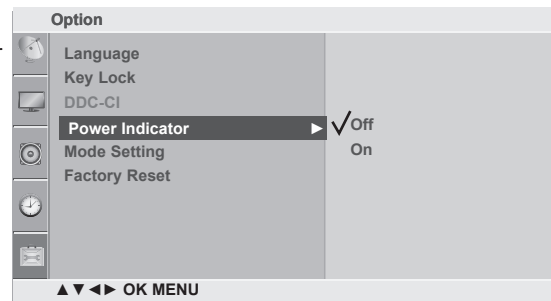 Option
Language
Key Lock
DDC-CI
Power Indicator ► ✓Off
Mode Setting On
Factory Reset
▲▼◄► OK MENU